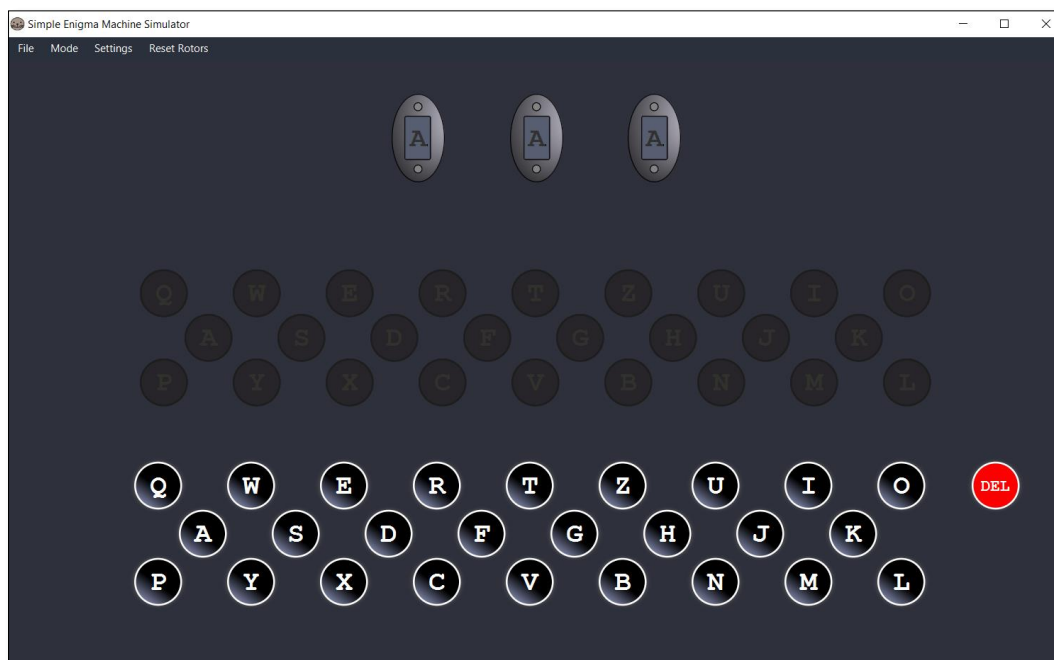 Simple Enigma Machine Simulator
File Mode Settings Reset Rotors
A A A
Q W E R T Z U I O
A S D F G H J K
P Y X C V B N M L
Q W E R T Z U I O DEL
A S D F G H J K
P Y X C V B N M L